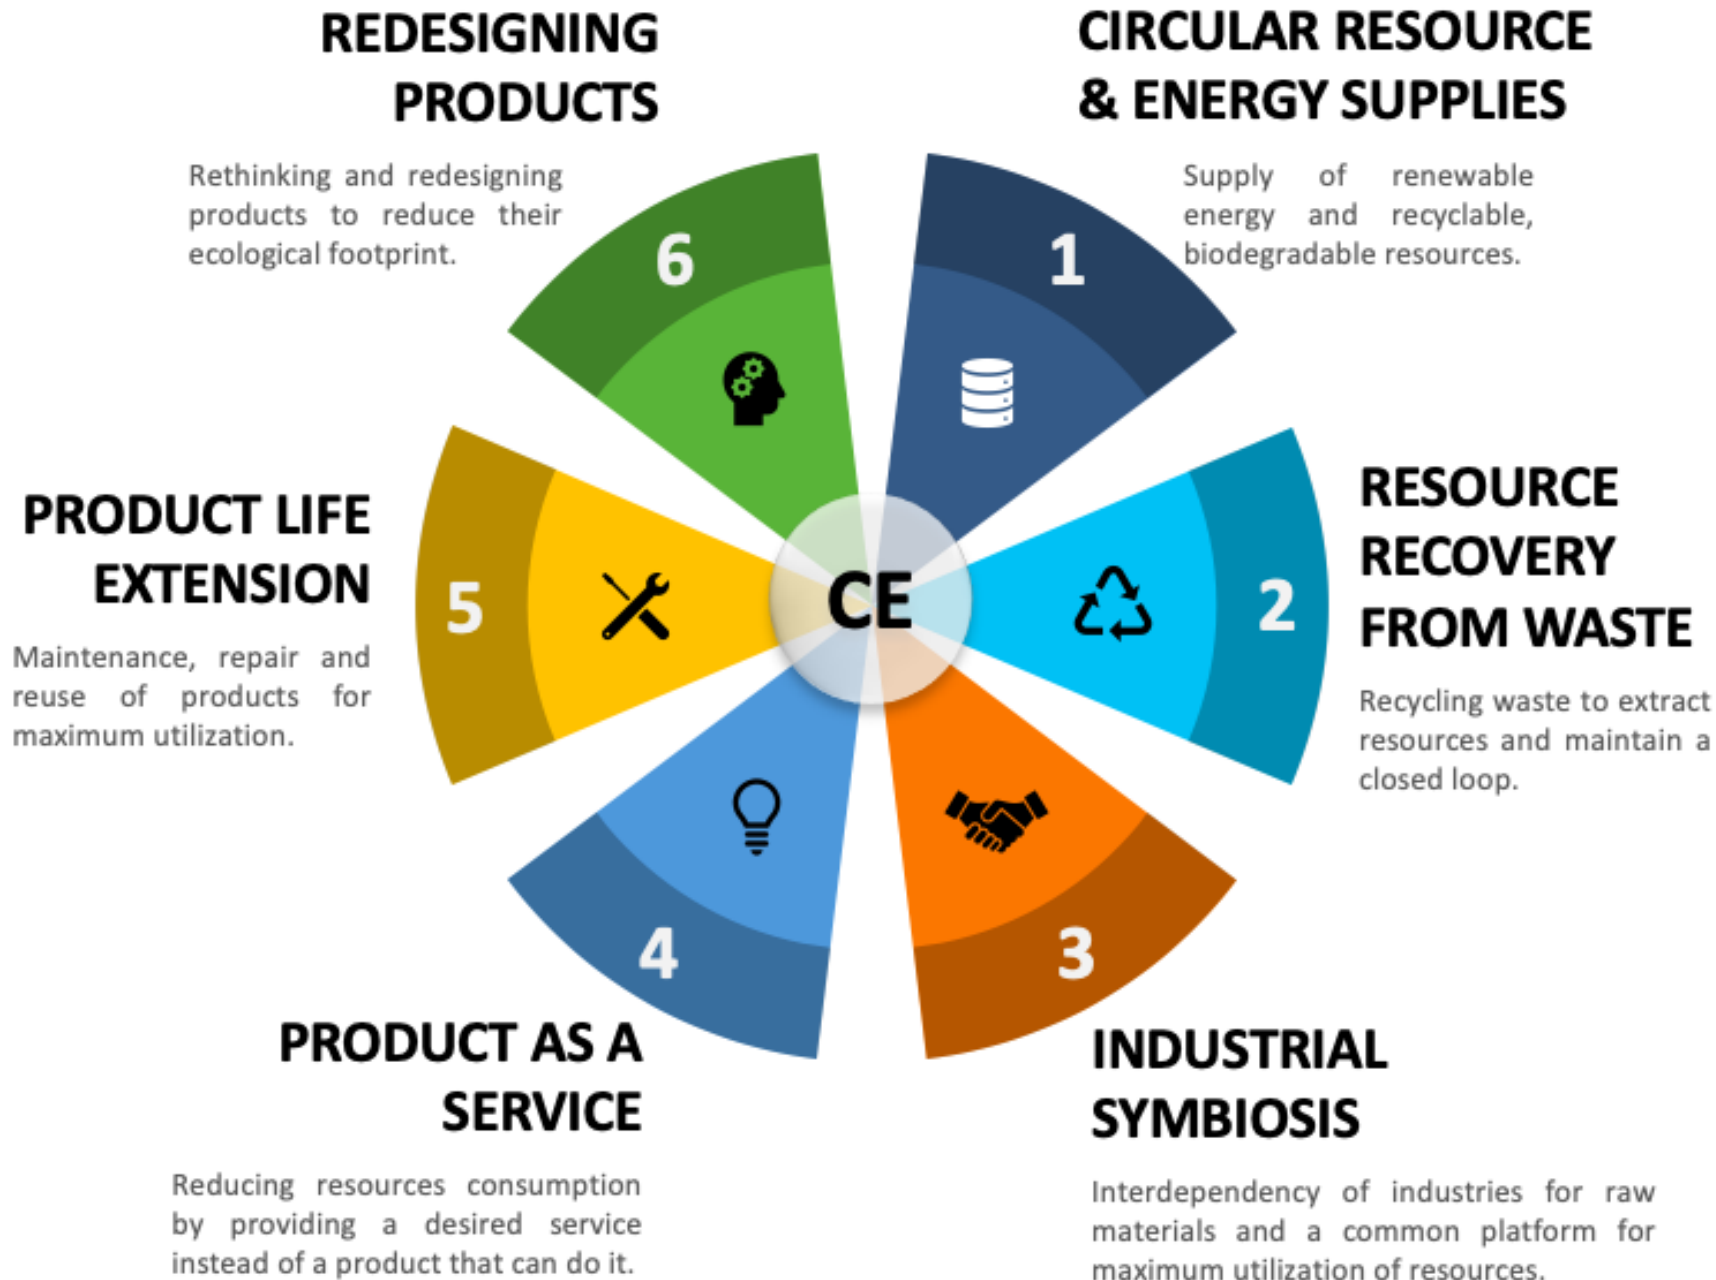 CIRCULAR RESOURCE
& ENERGY SUPPLIES
Supply of renewable
energy and recyclable,
biodegradable resources.
1
RESOURCE
RECOVERY
FROM WASTE
Recycling waste to extract
resources and maintain a
closed loop.
2
INDUSTRIAL
SYMBIOSIS
Interdependency of industries for raw
materials and a common platform for
maximum utilization of resources.
3
PRODUCT AS A
SERVICE
Reducing resources consumption
by providing a desired service
instead of a product that can do it.
4
PRODUCT LIFE
EXTENSION
Maintenance, repair and
reuse of products for
maximum utilization.
5
REDESIGNING
PRODUCTS
Rethinking and redesigning
products to reduce their
ecological footprint.
6
CE